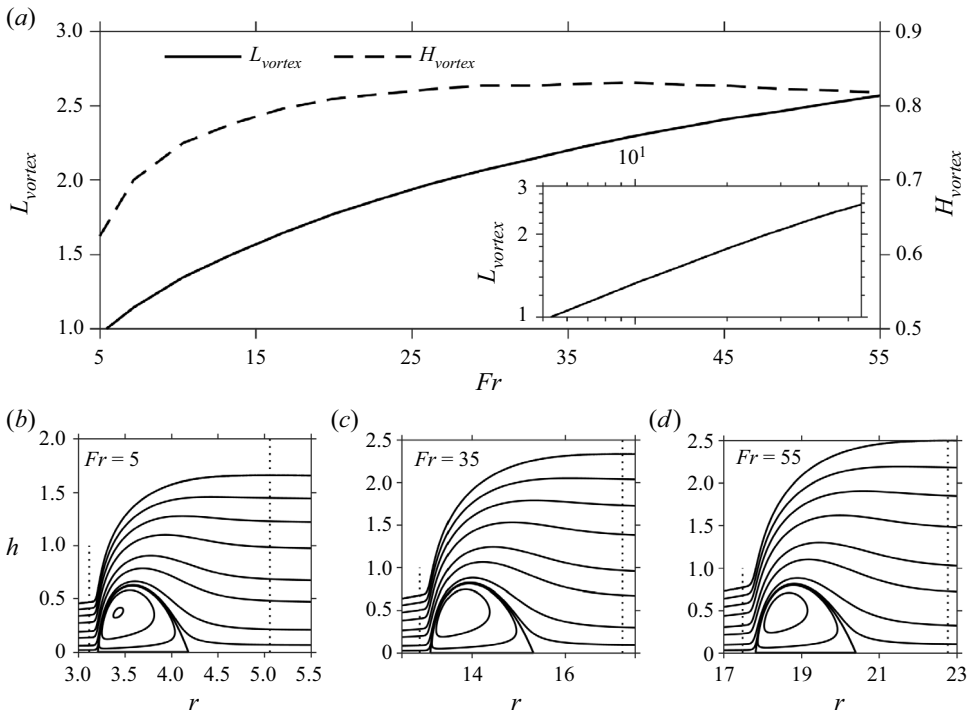 (a)
3.0
2.5
2.0
1.5
1.0
L_vortex
L_vortex
H_vortex
0.9
0.8
0.7
0.6
0.5
H_vortex
10^1
3
2
1
L_vortex
5
15
25
35
45
55
Fr
(b)
2.0
1.5
1.0
0.5
0
h
Fr = 5
3.0
3.5
4.0
4.5
5.0
5.5
r
(c)
2.5
2.0
1.5
1.0
0.5
0
Fr = 35
14
16
r
(d)
2.5
2.0
1.5
1.0
0.5
0
Fr = 55
17
19
21
23
r